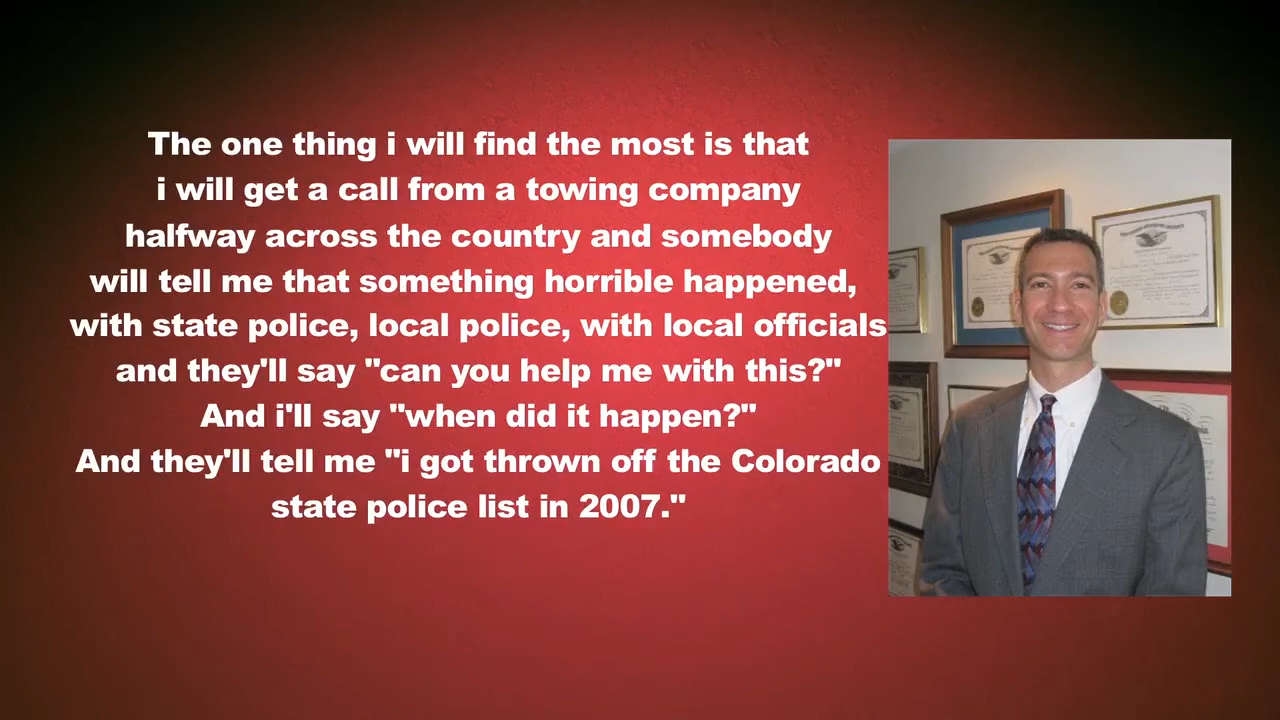 The one thing i will find the most is that
i will get a call from a towing company
halfway across the country and somebody
will tell me that something horrible happened,
with state police, local police, with local officials
and they'll say "can you help me with this?"
And i'll say "when did it happen?"
And they'll tell me "i got thrown off the Colorado
state police list in 2007."